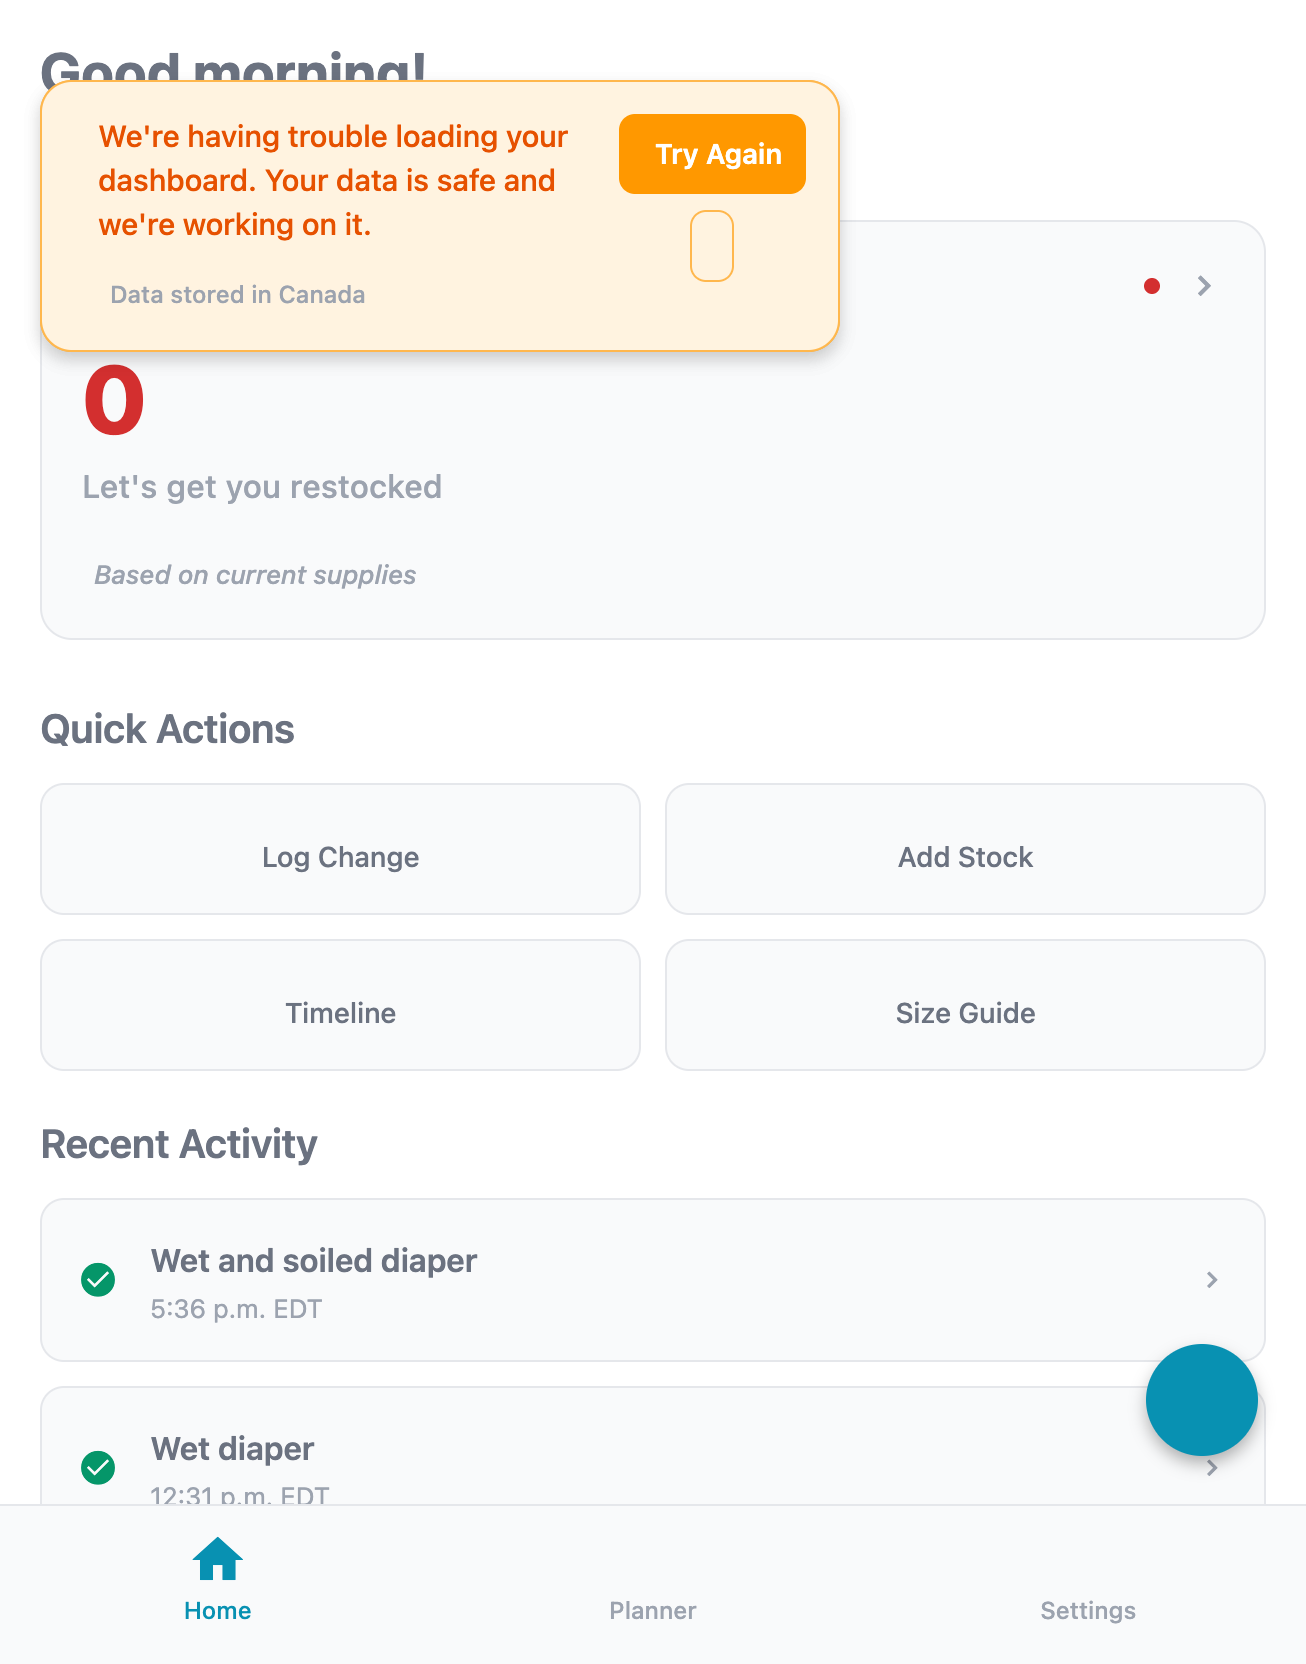 Good morning!
We're having trouble loading your
dashboard. Your data is safe and
we're working on it.
Try Again
Data stored in Canada
0
Let's get you restocked
Based on current supplies
Quick Actions
Log Change
Add Stock
Timeline
Size Guide
Recent Activity
Wet and soiled diaper
5:36 p.m. EDT
Wet diaper
12:31 p.m. EDT
Home
Planner
Settings